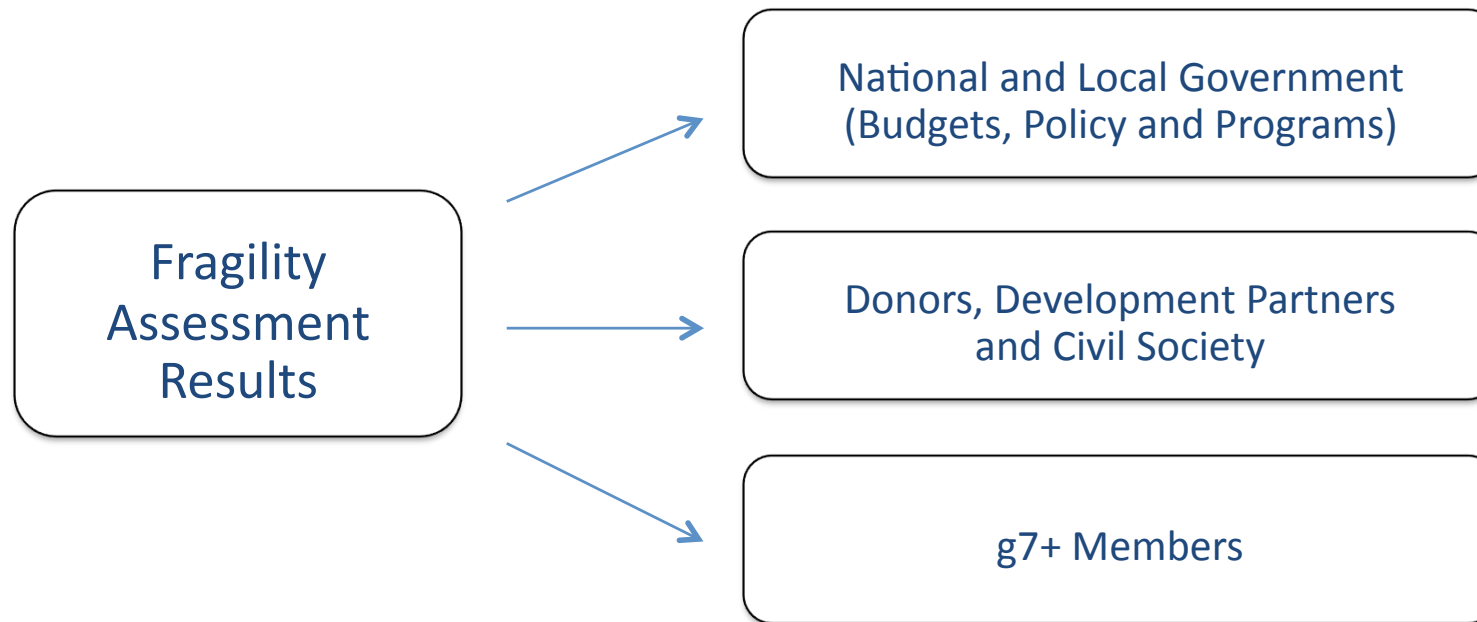 Fragility
Assessment
Results
National and Local Government
(Budgets, Policy and Programs)
Donors, Development Partners
and Civil Society
g7+ Members